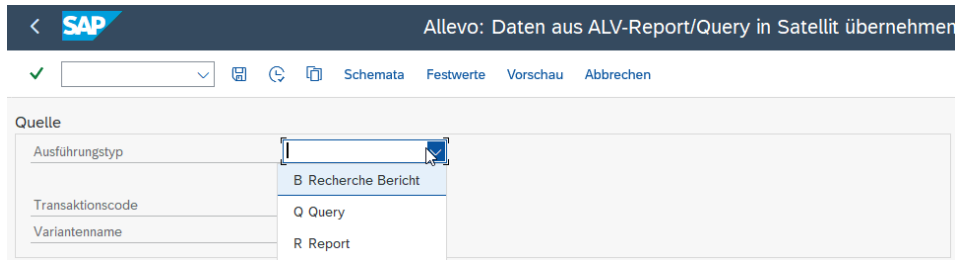 SAP
Allevo: Daten aus ALV-Report/Query in Satellit übernehmen
Schemata Festwerte Vorschau Abbrechen
Quelle
Ausführungstyp
B Recherche Bericht
Transaktionscode
Q Query
Variantenname
R Report